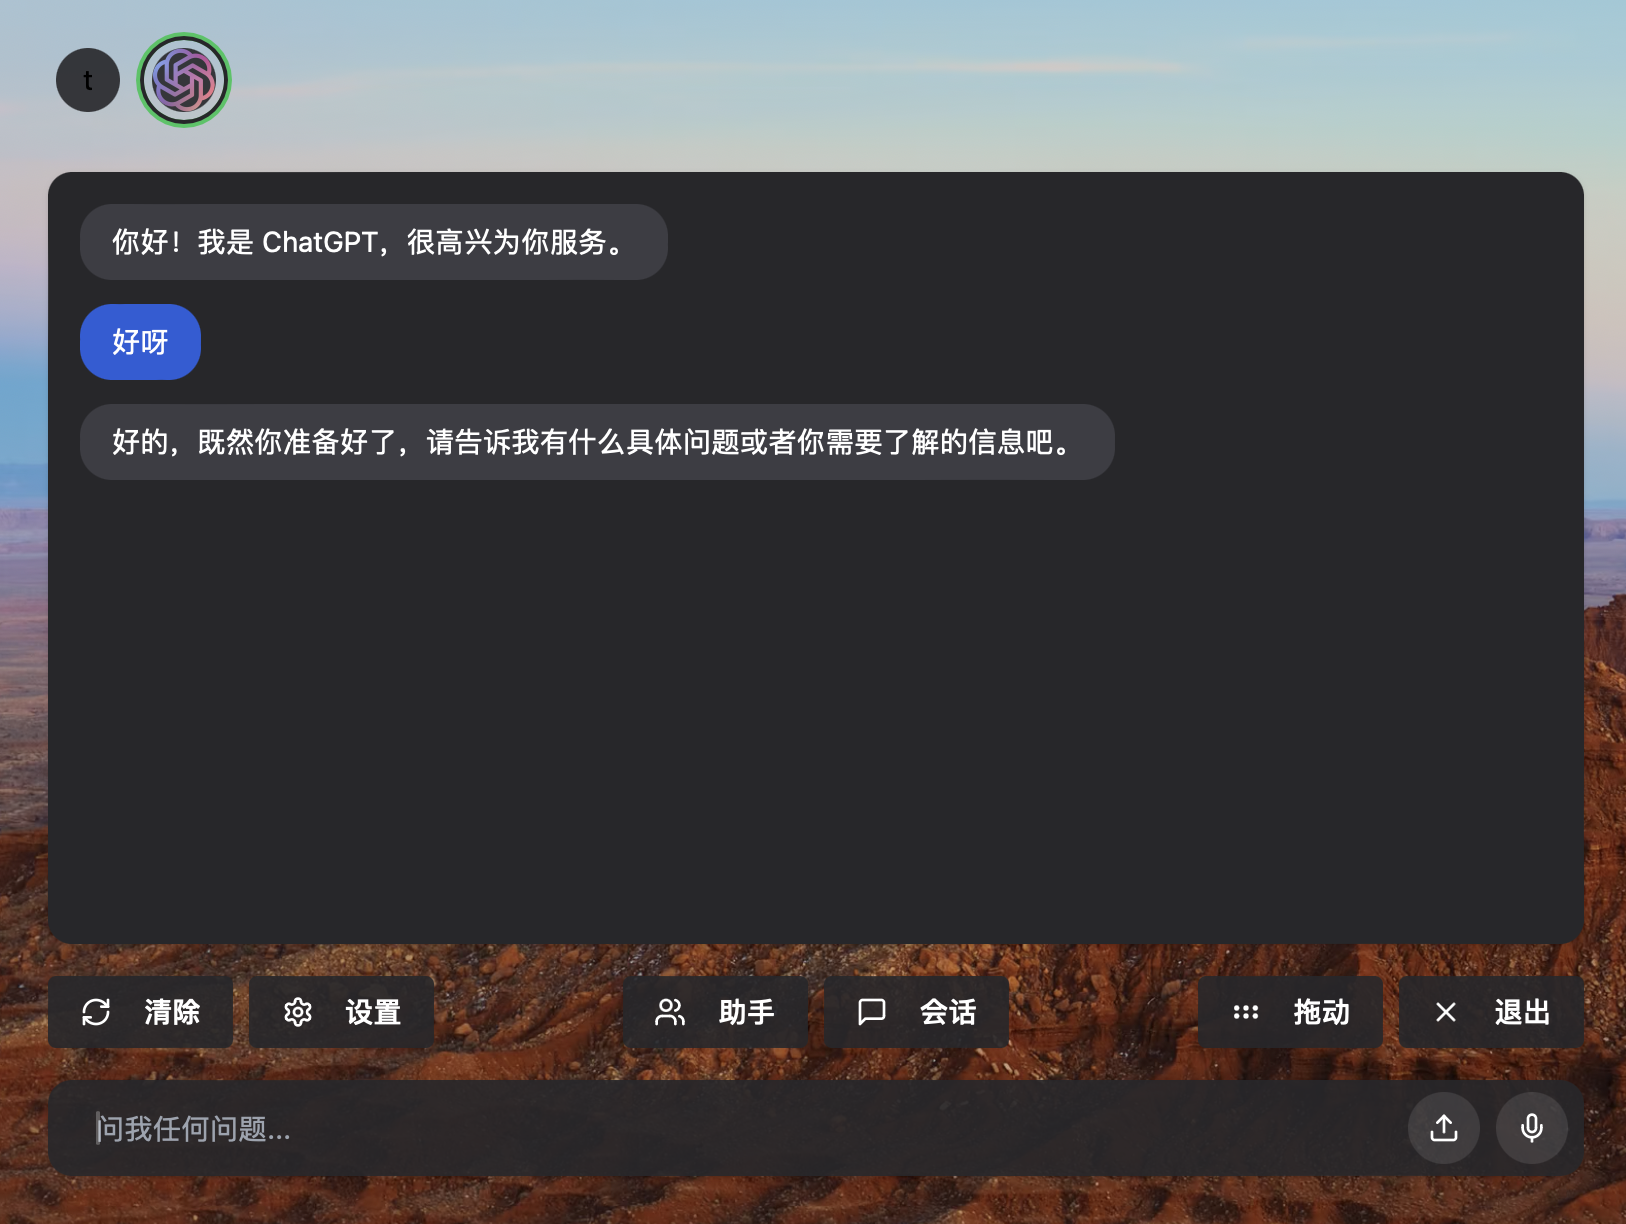 t
你好！我是 ChatGPT，很高兴为你服务。
好呀
好的，既然你准备好了，请告诉我有什么具体问题或者你需要了解的信息吧。
清除 设置 助手 会话 拖动 退出
问我任何问题...